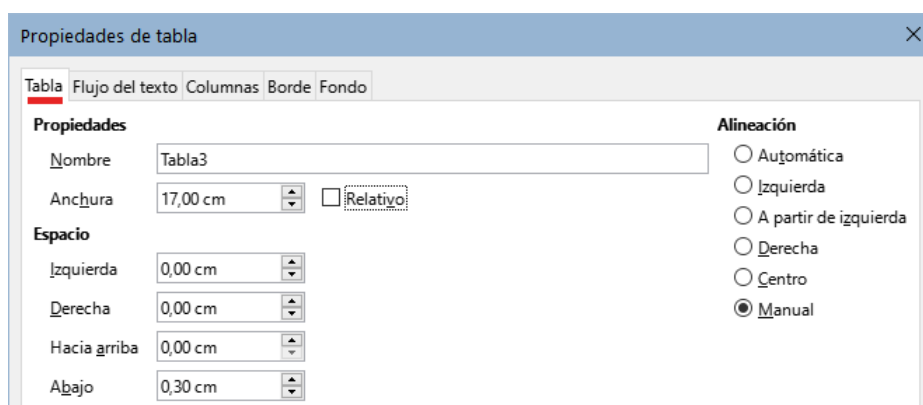 Propiedades de tabla
Tabla Flujo del texto Columnas Borde Fondo
Propiedades
Nombre Tabla3
Anchura 17,00 cm Relativo
Espacio
Izquierda 0,00 cm
Derecha 0,00 cm
Hacia arriba 0,00 cm
Abajo 0,30 cm
Alineación
Automática
Izquierda
A partir de izquierda
Derecha
Centro
Manual